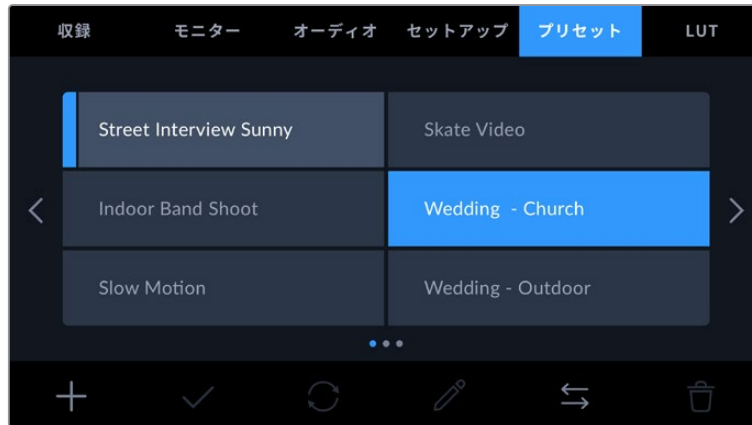 収録 モニター オーディオ セットアップ プリセット LUT
Street Interview Sunny Skate Video
Indoor Band Shoot Wedding - Church
Slow Motion Wedding - Outdoor